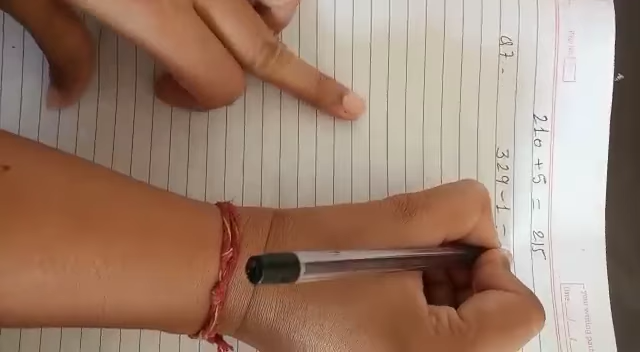 210 + 5 = 215
Q7- 329 - 1 =